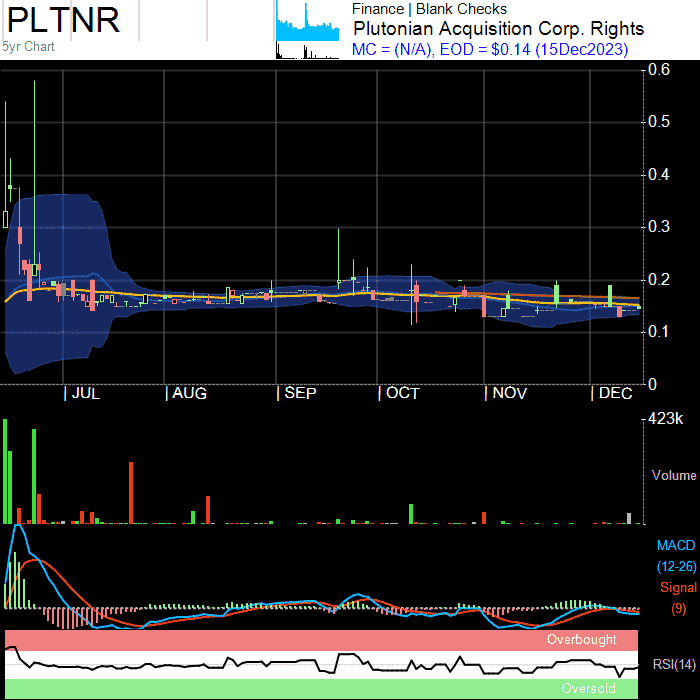 PLTNR
5yr Chart
Finance | Blank Checks
Plutonian Acquisition Corp. Rights
MC = (N/A), EOD = $0.14 (15Dec2023)
0.6
0.5
0.4
0.3
0.2
0.1
0
| JUL | AUG | SEP | OCT | NOV | DEC
423k
Volume
MACD
(12-26)
Signal
(9)
Overbought
RSI(14)
Oversold